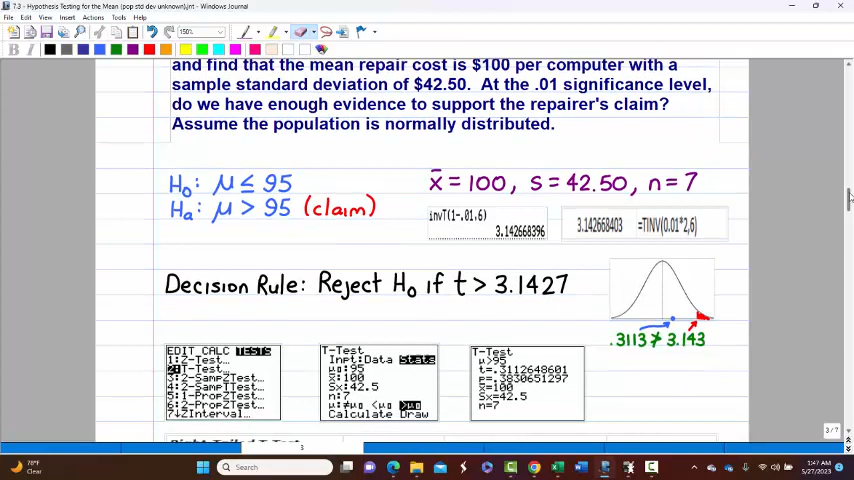 7.3 - Hypothesis Testing for the Mean (pop std dev unknown).jnt - Windows Journal
File Edit View Insert Actions Tools Help
150%
B I
and find that the mean repair cost is $100 per computer with a
sample standard deviation of $42.50. At the .01 significance level,
do we have enough evidence to support the repairer's claim?
Assume the population is normally distributed.
H₀: μ ≤ 95
Hₐ: μ > 95 (claim)
x̄ = 100, s = 42.50, n = 7
invT(1-.01,6)
3.142668396
3.142668403 =TINV(0.01*2,6)
Decision Rule: Reject H₀ if t > 3.1427
.3113 ≯ 3.143
EDIT CALC TESTS
1:Z-Test…
2:T-Test…
3:2-SampZTest…
4:2-SampTTest…
5:1-PropZTest…
6:2-PropZTest…
7↓ZInterval…
T-Test
Inpt:Data Stats
μ0:95
x̄:100
Sx:42.5
n:7
μ:≠μ0 <μ0 >μ0
Calculate Draw
T-Test
μ>95
t=.3112648061
p=.3830651297
x̄=100
Sx=42.5
n=7
Right-Tailed T-Test
3 / 7
3
78°F
Clear
Search
1:47 AM
5/27/2023